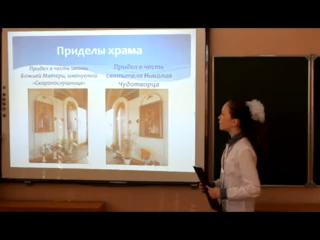 Приделы храма
Придел в честь иконы
Божией Матери, именуемой
«Скоропослушница»
Придел в честь
святителя Николая
Чудотворца